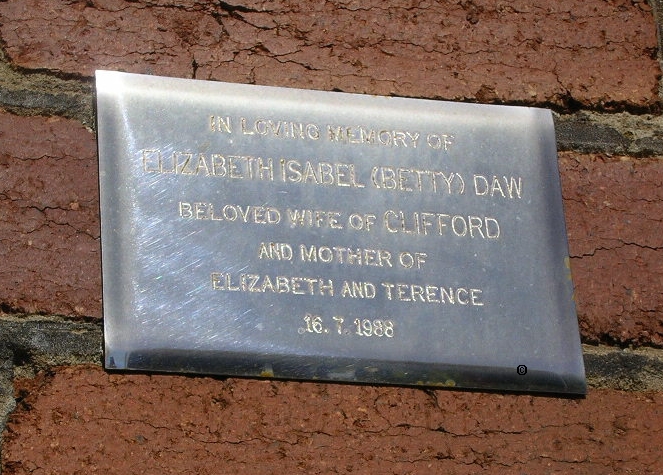 IN LOVING MEMORY OF
ELIZABETH ISABEL (BETTY) DAW
BELOVED WIFE OF CLIFFORD
AND MOTHER OF
ELIZABETH AND TERENCE
16. 7. 1988
©